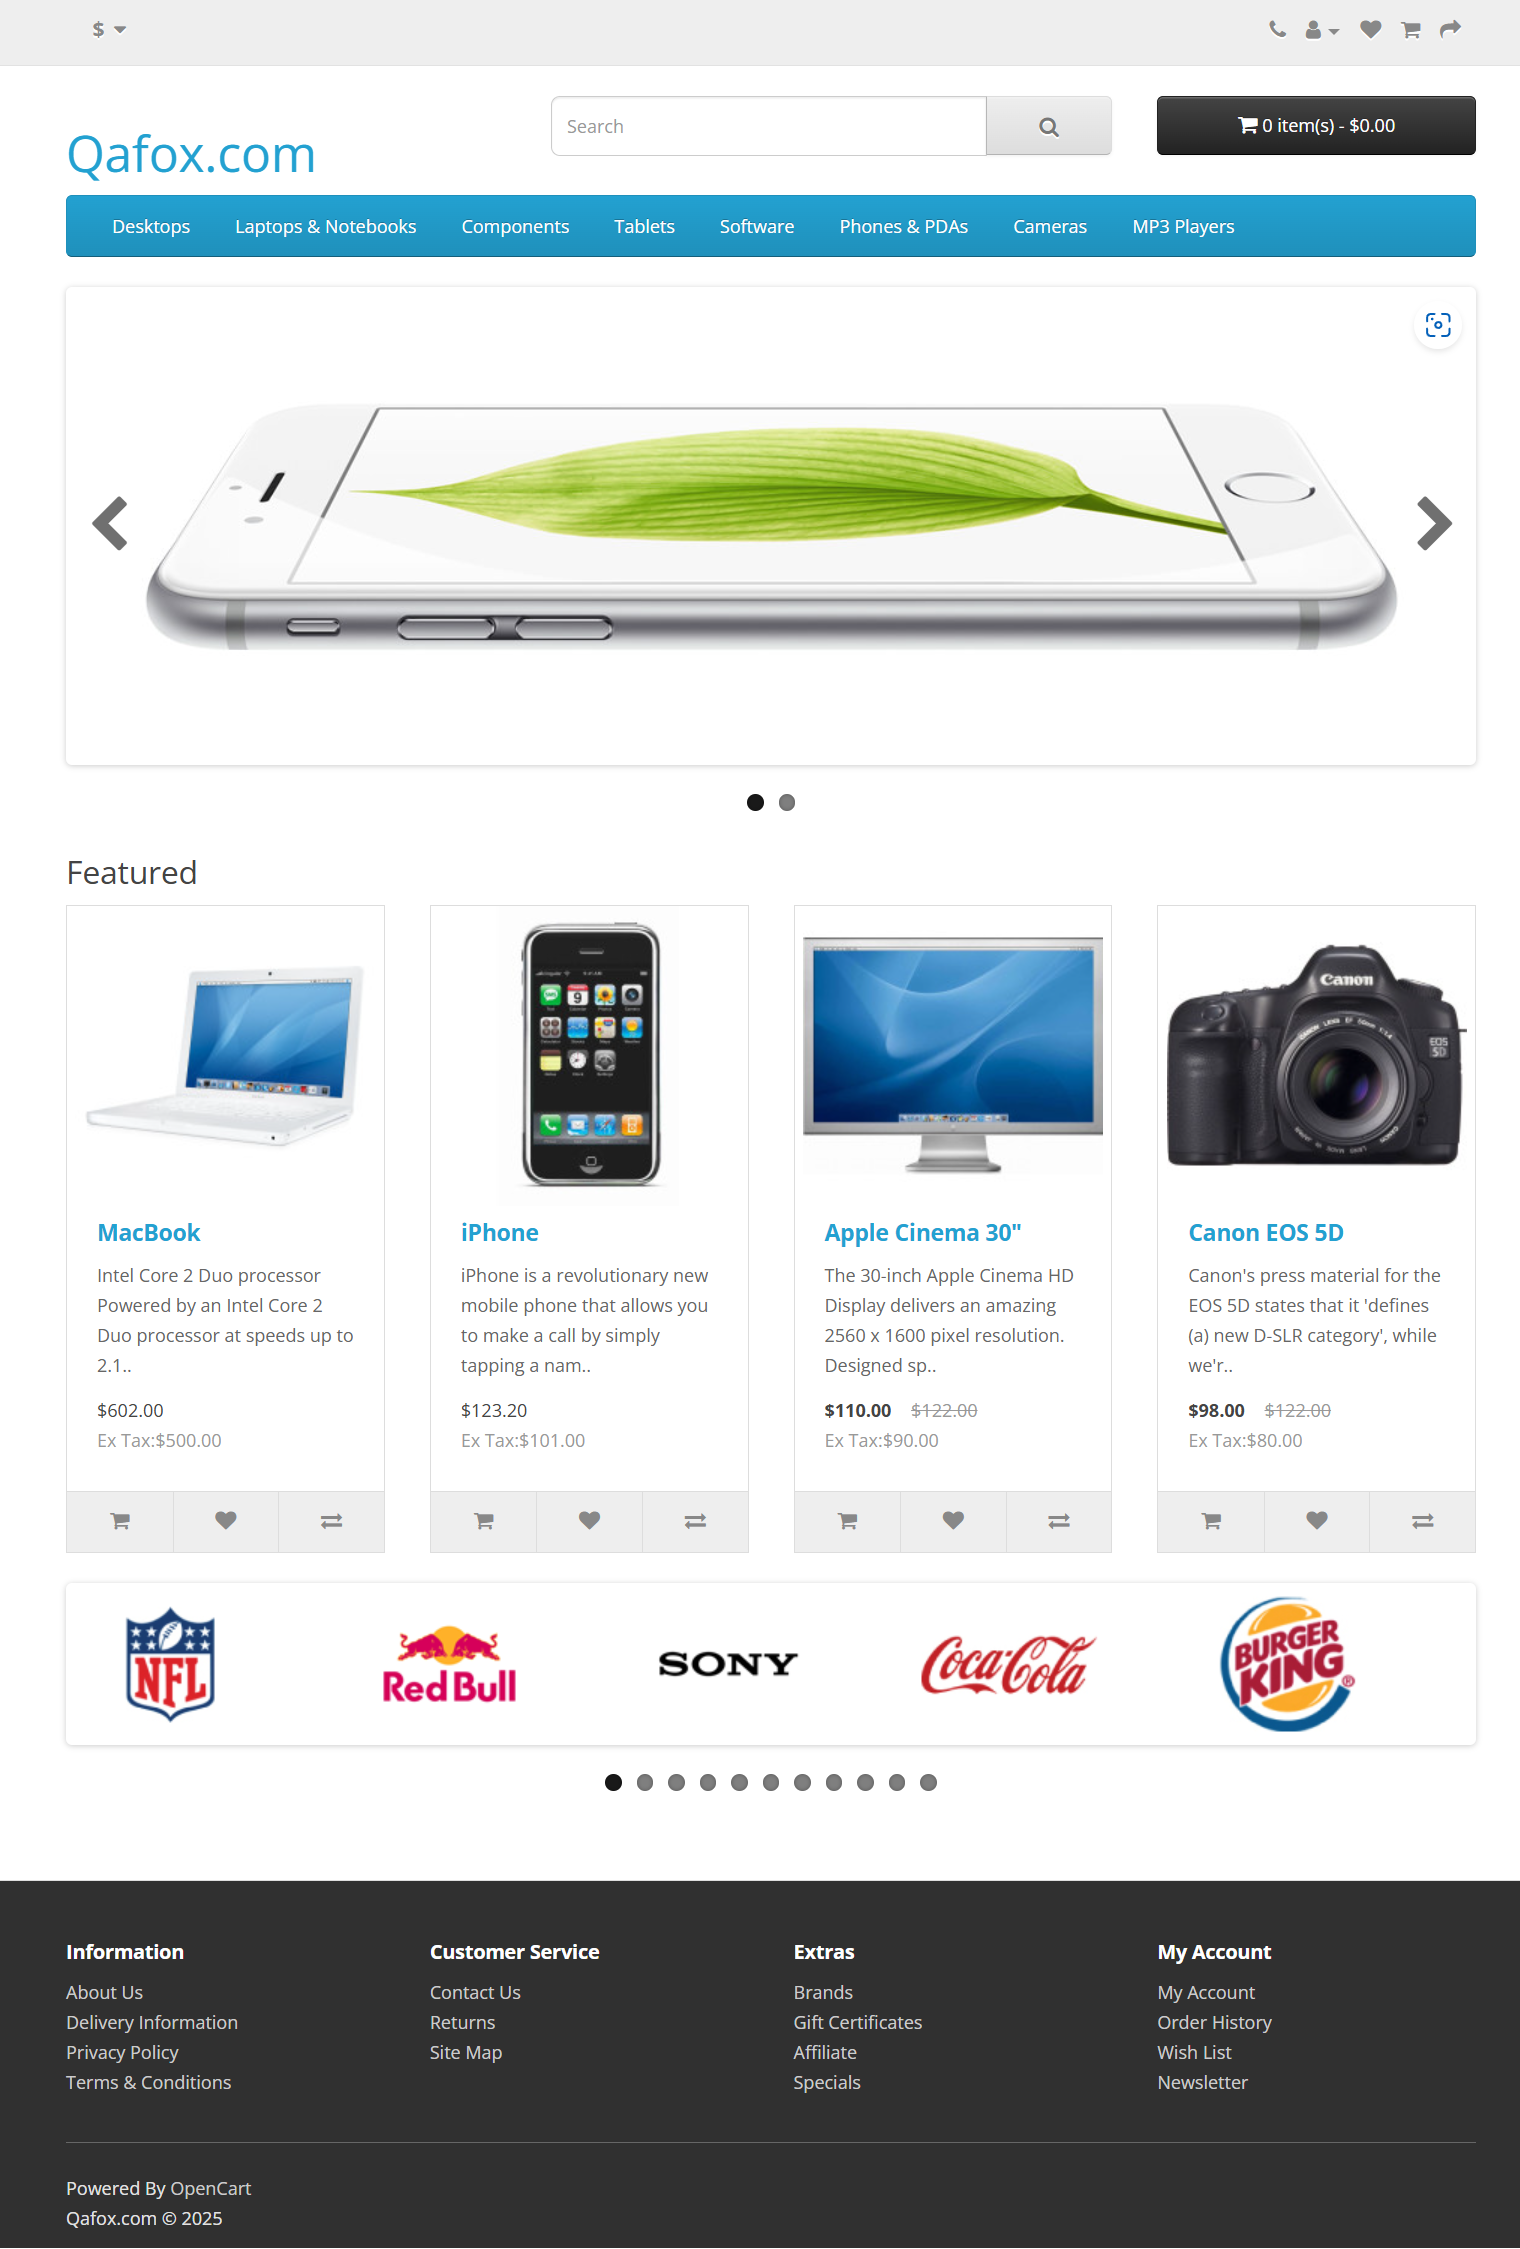 $
Search
0 item(s) - $0.00
Qafox.com
Desktops
Laptops & Notebooks
Components
Tablets
Software
Phones & PDAs
Cameras
MP3 Players
Featured
Canon
EOS
5D
MacBook
Intel Core 2 Duo processor
Powered by an Intel Core 2
Duo processor at speeds up to
2.1..
$602.00
Ex Tax:$500.00
iPhone
iPhone is a revolutionary new
mobile phone that allows you
to make a call by simply
tapping a nam..
$123.20
Ex Tax:$101.00
Apple Cinema 30"
The 30-inch Apple Cinema HD
Display delivers an amazing
2560 x 1600 pixel resolution.
Designed sp..
$110.00 $122.00
Ex Tax:$90.00
Canon EOS 5D
Canon's press material for the
EOS 5D states that it 'defines
(a) new D-SLR category', while
we'r..
$98.00 $122.00
Ex Tax:$80.00
NFL
Red Bull
SONY
Coca-Cola
BURGER
KING
®
Information
About Us
Delivery Information
Privacy Policy
Terms & Conditions
Customer Service
Contact Us
Returns
Site Map
Extras
Brands
Gift Certificates
Affiliate
Specials
My Account
My Account
Order History
Wish List
Newsletter
Powered By OpenCart
Qafox.com © 2025